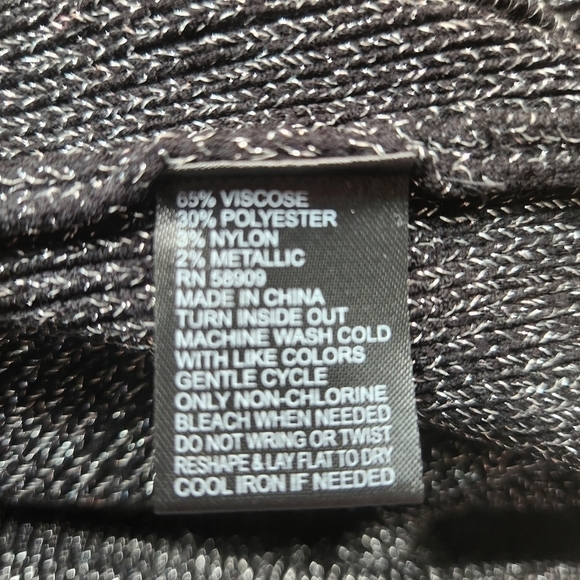 65% VISCOSE
30% POLYESTER
3% NYLON
2% METALLIC
RN 58909
MADE IN CHINA
TURN INSIDE OUT
MACHINE WASH COLD
WITH LIKE COLORS
GENTLE CYCLE
ONLY NON-CHLORINE
BLEACH WHEN NEEDED
DO NOT WRING OR TWIST
RESHAPE & LAY FLAT TO DRY
COOL IRON IF NEEDED